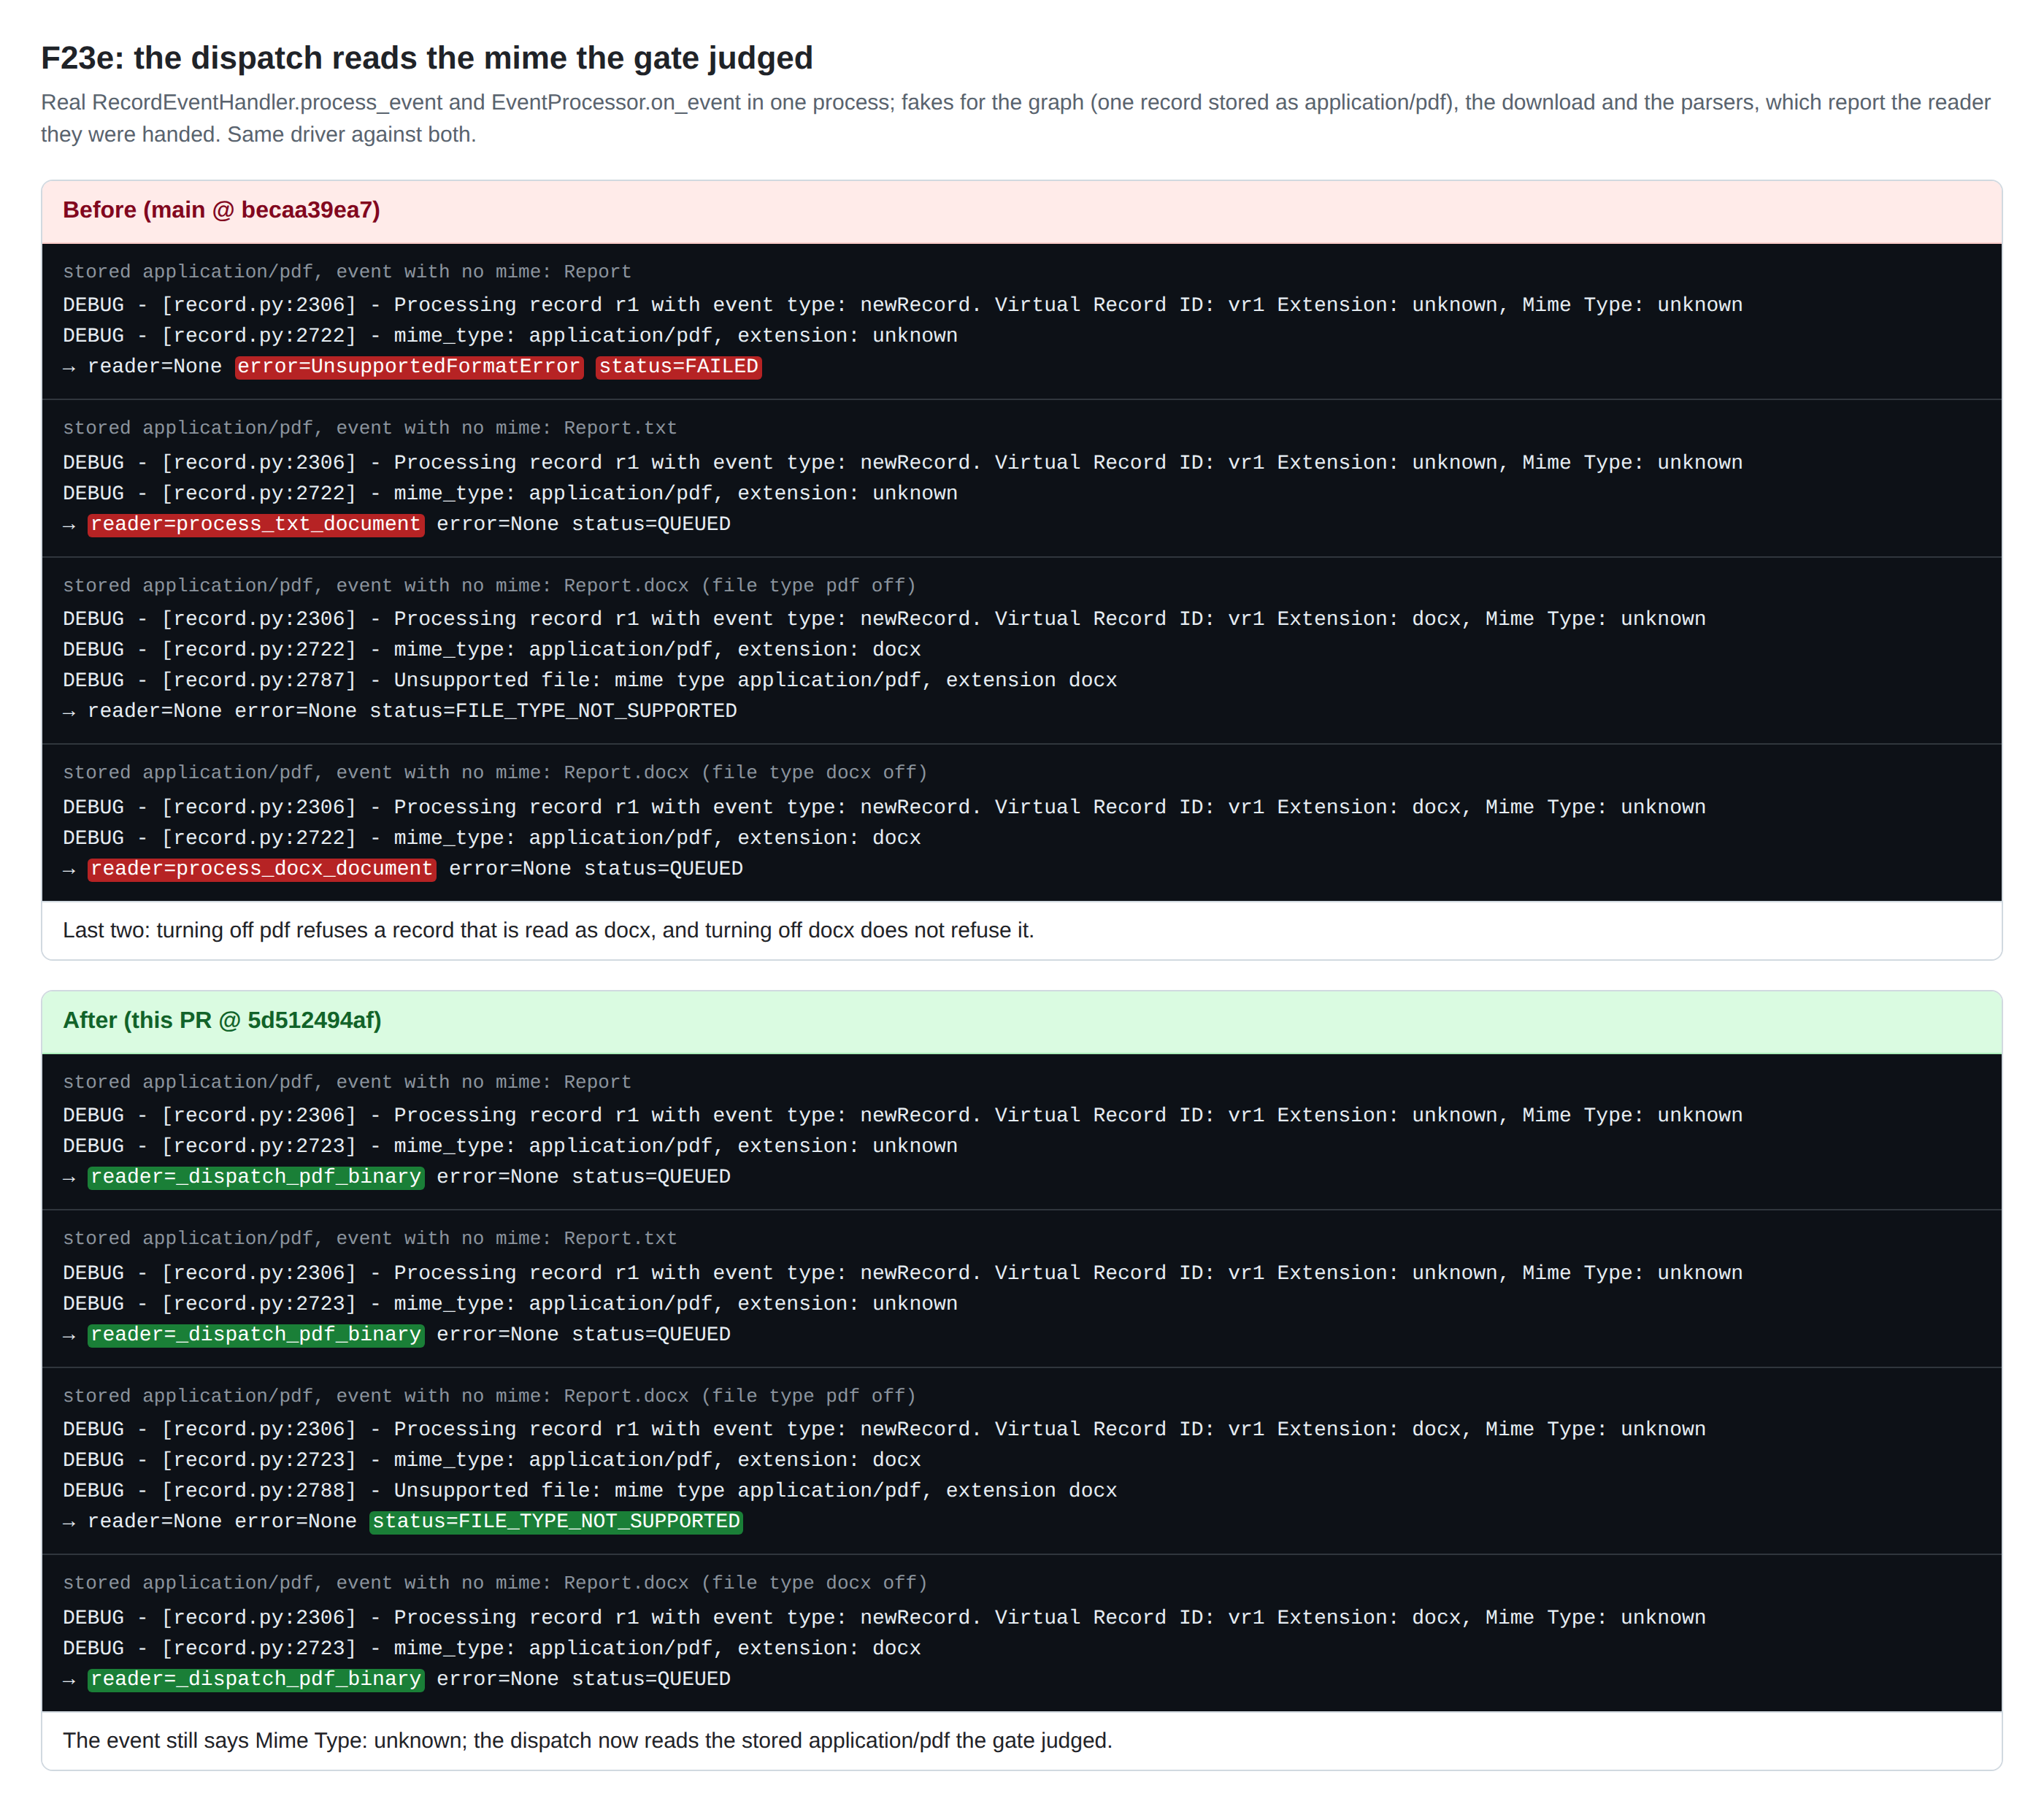 F23e: the dispatch reads the mime the gate judged
Real RecordEventHandler.process_event and EventProcessor.on_event in one process; fakes for the graph (one record stored as application/pdf), the download and the parsers, which report the reader
they were handed. Same driver against both.
Before (main @ becaa39ea7)
stored application/pdf, event with no mime: Report
DEBUG - [record.py:2306] - Processing record r1 with event type: newRecord. Virtual Record ID: vr1 Extension: unknown, Mime Type: unknown
DEBUG - [record.py:2722] - mime_type: application/pdf, extension: unknown
→ reader=None error=UnsupportedFormatError status=FAILED
stored application/pdf, event with no mime: Report.txt
DEBUG - [record.py:2306] - Processing record r1 with event type: newRecord. Virtual Record ID: vr1 Extension: unknown, Mime Type: unknown
DEBUG - [record.py:2722] - mime_type: application/pdf, extension: unknown
→ reader=process_txt_document error=None status=QUEUED
stored application/pdf, event with no mime: Report.docx (file type pdf off)
DEBUG - [record.py:2306] - Processing record r1 with event type: newRecord. Virtual Record ID: vr1 Extension: docx, Mime Type: unknown
DEBUG - [record.py:2722] - mime_type: application/pdf, extension: docx
DEBUG - [record.py:2787] - Unsupported file: mime type application/pdf, extension docx
→ reader=None error=None status=FILE_TYPE_NOT_SUPPORTED
stored application/pdf, event with no mime: Report.docx (file type docx off)
DEBUG - [record.py:2306] - Processing record r1 with event type: newRecord. Virtual Record ID: vr1 Extension: docx, Mime Type: unknown
DEBUG - [record.py:2722] - mime_type: application/pdf, extension: docx
→ reader=process_docx_document error=None status=QUEUED
Last two: turning off pdf refuses a record that is read as docx, and turning off docx does not refuse it.
After (this PR @ 5d512494af)
stored application/pdf, event with no mime: Report
DEBUG - [record.py:2306] - Processing record r1 with event type: newRecord. Virtual Record ID: vr1 Extension: unknown, Mime Type: unknown
DEBUG - [record.py:2723] - mime_type: application/pdf, extension: unknown
→ reader=_dispatch_pdf_binary error=None status=QUEUED
stored application/pdf, event with no mime: Report.txt
DEBUG - [record.py:2306] - Processing record r1 with event type: newRecord. Virtual Record ID: vr1 Extension: unknown, Mime Type: unknown
DEBUG - [record.py:2723] - mime_type: application/pdf, extension: unknown
→ reader=_dispatch_pdf_binary error=None status=QUEUED
stored application/pdf, event with no mime: Report.docx (file type pdf off)
DEBUG - [record.py:2306] - Processing record r1 with event type: newRecord. Virtual Record ID: vr1 Extension: docx, Mime Type: unknown
DEBUG - [record.py:2723] - mime_type: application/pdf, extension: docx
DEBUG - [record.py:2788] - Unsupported file: mime type application/pdf, extension docx
→ reader=None error=None status=FILE_TYPE_NOT_SUPPORTED
stored application/pdf, event with no mime: Report.docx (file type docx off)
DEBUG - [record.py:2306] - Processing record r1 with event type: newRecord. Virtual Record ID: vr1 Extension: docx, Mime Type: unknown
DEBUG - [record.py:2723] - mime_type: application/pdf, extension: docx
→ reader=_dispatch_pdf_binary error=None status=QUEUED
The event still says Mime Type: unknown; the dispatch now reads the stored application/pdf the gate judged.